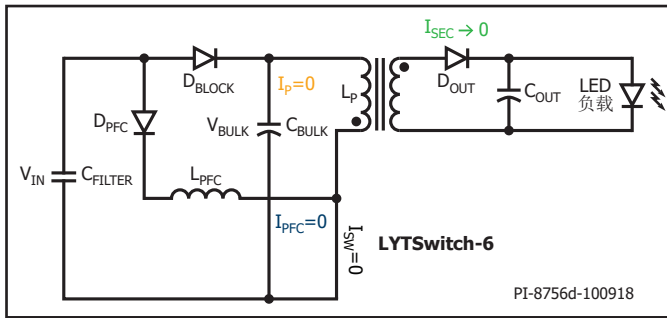 I_SEC → 0
D_BLOCK
I_P=0
L_P
D_OUT
C_OUT
LED
负载
D_PFC
V_BULK
C_BULK
V_IN
C_FILTER
L_PFC
I_PFC=0
I_SW=0
LYTSwitch-6
PI-8756d-100918